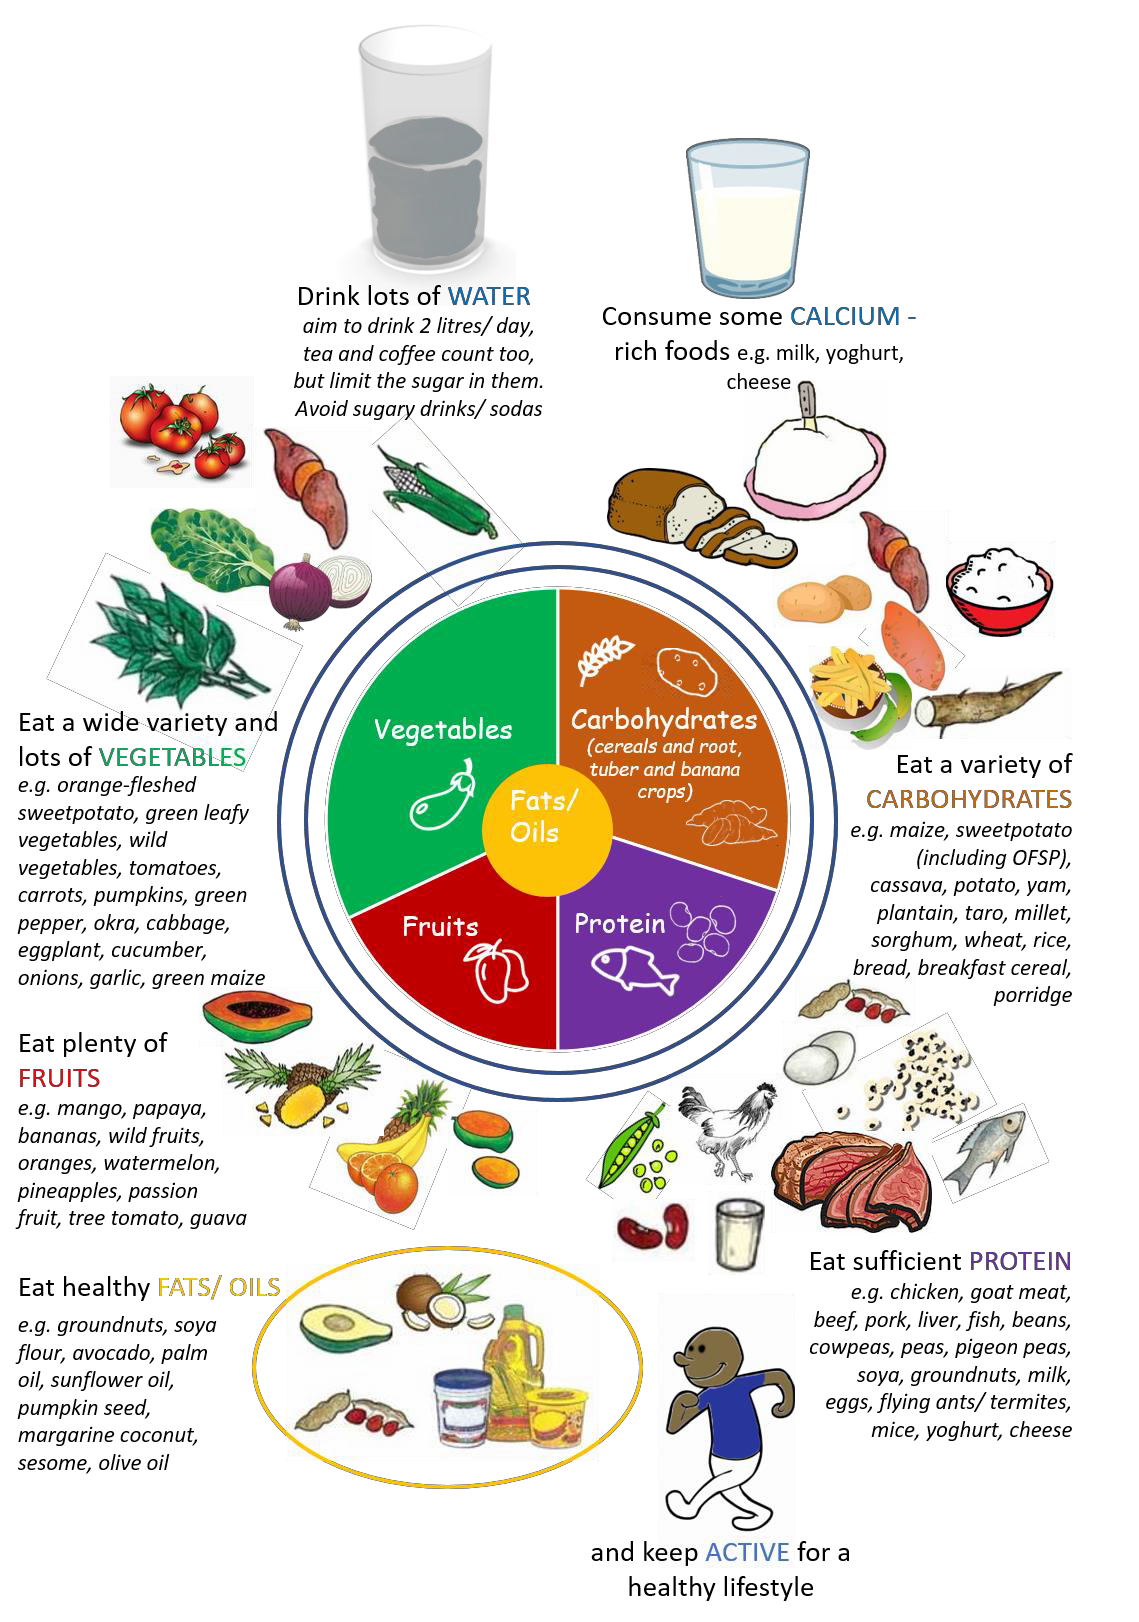 Drink lots of WATER
aim to drink 2 litres/ day,
tea and coffee count too,
but limit the sugar in them.
Avoid sugary drinks/ sodas
Consume some CALCIUM -
rich foods e.g. milk, yoghurt,
cheese
Vegetables
Carbohydrates
(cereals and root,
tuber and banana
crops)
Fats/
Oils
Fruits
Protein
Eat a wide variety and
lots of VEGETABLES
e.g. orange-fleshed
sweetpotato, green leafy
vegetables, wild
vegetables, tomatoes,
carrots, pumpkins, green
pepper, okra, cabbage,
eggplant, cucumber,
onions, garlic, green maize
Eat a variety of
CARBOHYDRATES
e.g. maize, sweetpotato
(including OFSP),
cassava, potato, yam,
plantain, taro, millet,
sorghum, wheat, rice,
bread, breakfast cereal,
porridge
Eat plenty of
FRUITS
e.g. mango, papaya,
bananas, wild fruits,
oranges, watermelon,
pineapples, passion
fruit, tree tomato, guava
Eat sufficient PROTEIN
e.g. chicken, goat meat,
beef, pork, liver, fish, beans,
cowpeas, peas, pigeon peas,
soya, groundnuts, milk,
eggs, flying ants/ termites,
mice, yoghurt, cheese
Eat healthy FATS/ OILS
e.g. groundnuts, soya
flour, avocado, palm
oil, sunflower oil,
pumpkin seed,
margarine coconut,
sesome, olive oil
and keep ACTIVE for a
healthy lifestyle